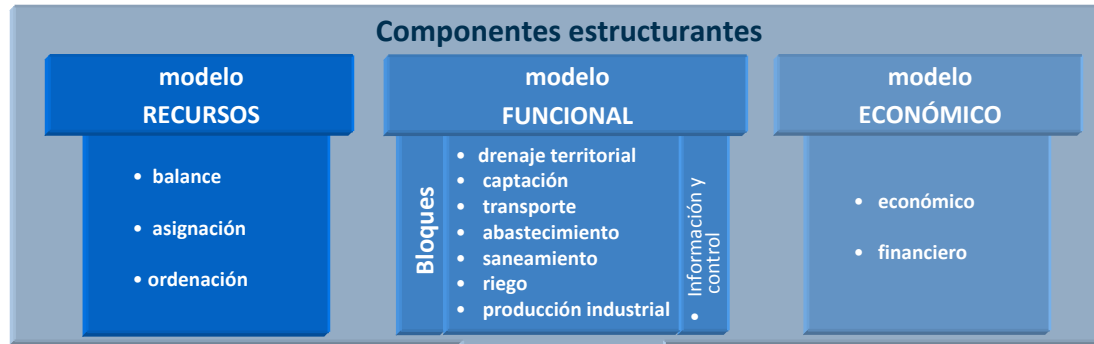 Componentes estructurantes
modelo
RECURSOS
• balance
• asignación
• ordenación
modelo
FUNCIONAL
Bloques
• drenaje territorial
• captación
• transporte
• abastecimiento
• saneamiento
• riego
• producción industrial
• Información y
control
modelo
ECONÓMICO
• económico
• financiero